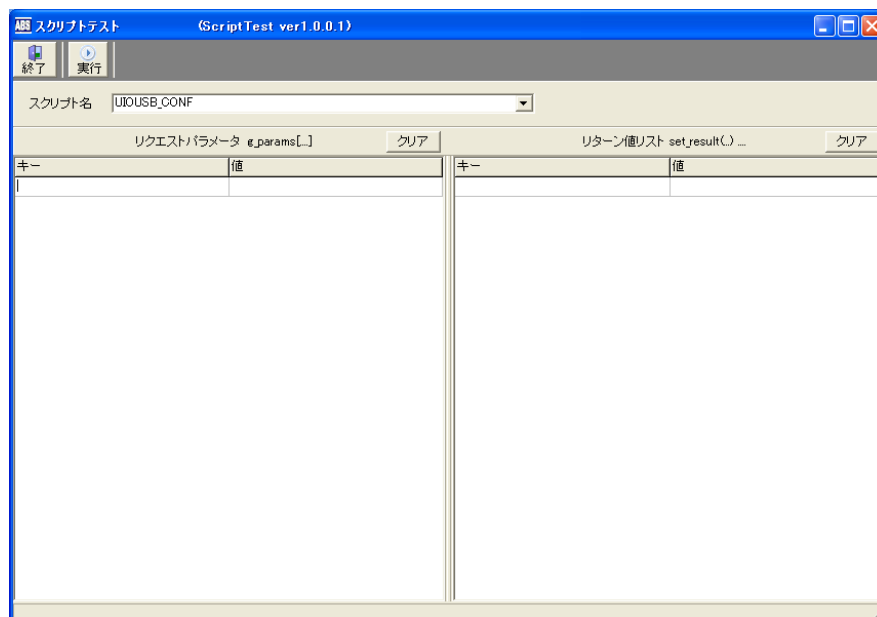 ABS スクリプトテスト (ScriptTest ver1.0.0.1)
終了 実行
スクリプト名 UIOUSB_CONF
リクエストパラメータ g_params[...] クリア リターン値リスト set_result(..) ... クリア
キー 値 キー 値